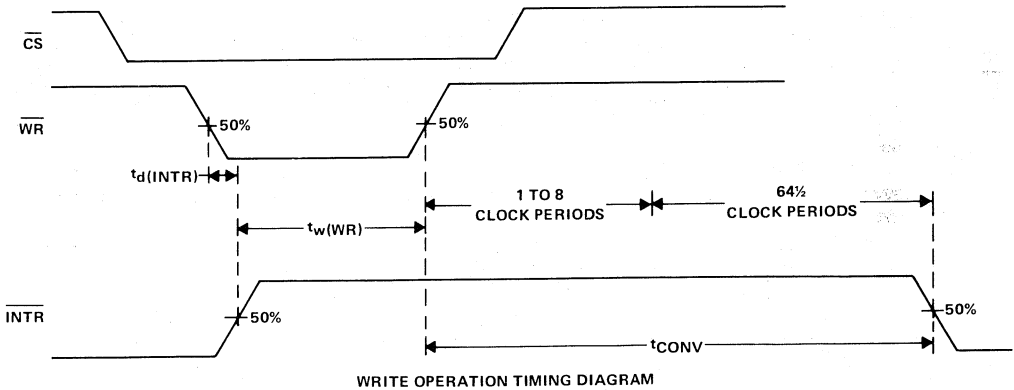 CS
WR
50%
50%
td(INTR)
1 TO 8
CLOCK PERIODS
64½
CLOCK PERIODS
tw(WR)
INTR
50%
50%
tCONV
WRITE OPERATION TIMING DIAGRAM